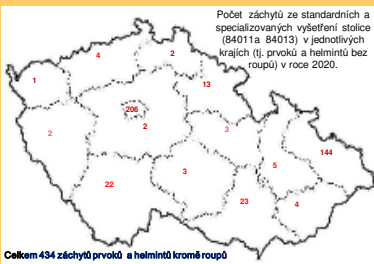 Počet záchytů ze standardních a
specializovaných vyšetření stolice
(84011a 84013) v jednotlivých
krajích (tj. prvoků a helmintů bez
roupů) v roce 2020.
4
2
1
13
206
2
2
3
144
3
5
22
23
4
Celkem 434 záchytů prvoků a helmintů kromě roupů